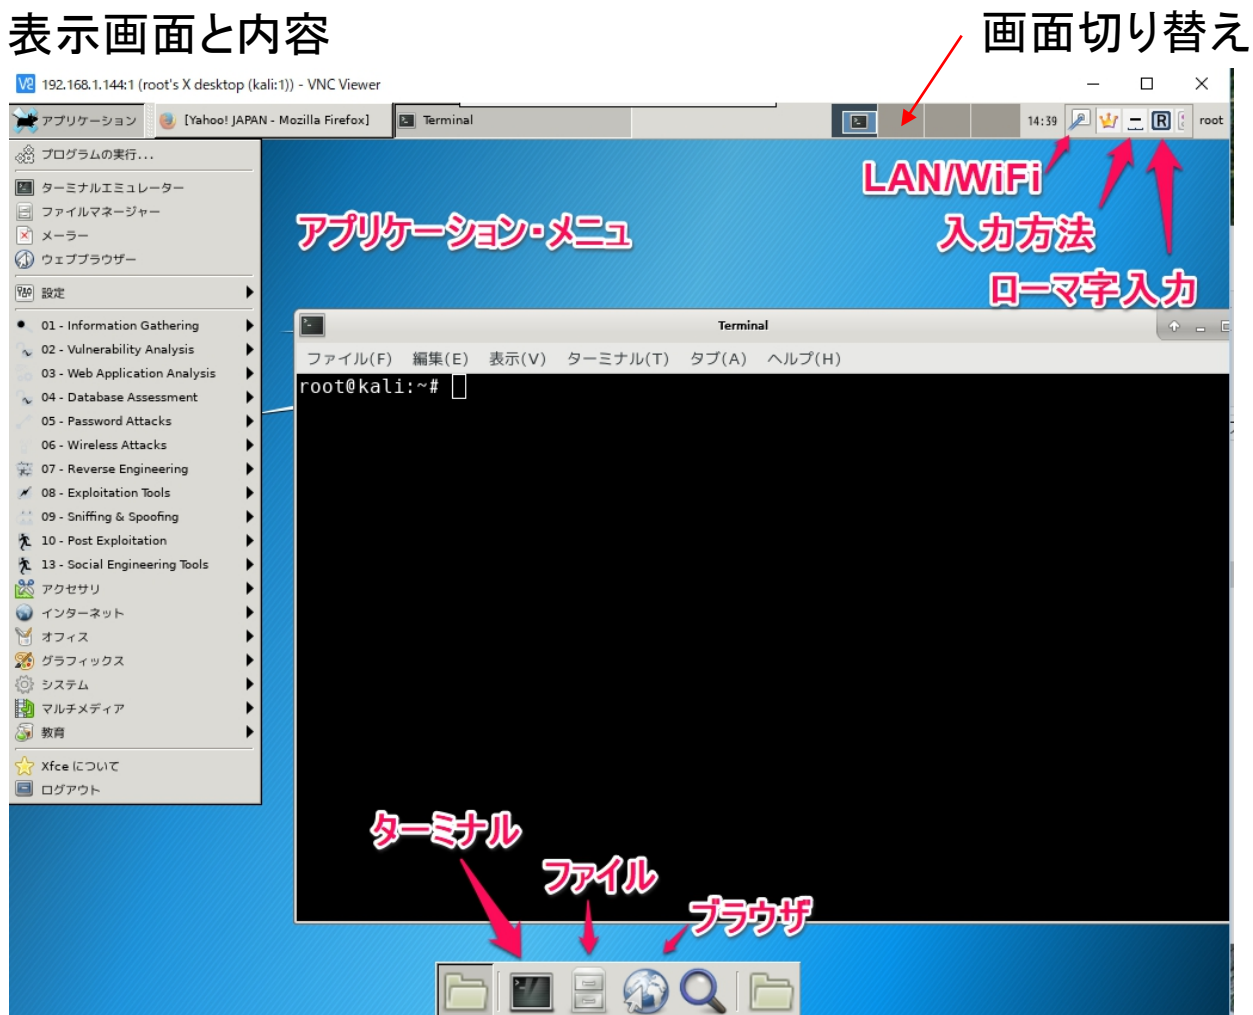 表示画面と内容
画面切り替え
192.168.1.144:1 (root's X desktop (kali:1)) - VNC Viewer
アプリケーション
[Yahoo! JAPAN - Mozilla Firefox]
Terminal
14:39
R
root
プログラムの実行...
ターミナルエミュレーター
ファイルマネージャー
メーラー
ウェブブラウザー
設定
01 - Information Gathering
02 - Vulnerability Analysis
03 - Web Application Analysis
04 - Database Assessment
05 - Password Attacks
06 - Wireless Attacks
07 - Reverse Engineering
08 - Exploitation Tools
09 - Sniffing & Spoofing
10 - Post Exploitation
13 - Social Engineering Tools
アクセサリ
インターネット
オフィス
グラフィックス
システム
マルチメディア
教育
Xfce について
ログアウト
LAN/WiFi
アプリケーション・メニュ
入力方法
ローマ字入力
Terminal
ファイル(F) 編集(E) 表示(V) ターミナル(T) タブ(A) ヘルプ(H)
root@kali:~#
ターミナル
ファイル
ブラウザ